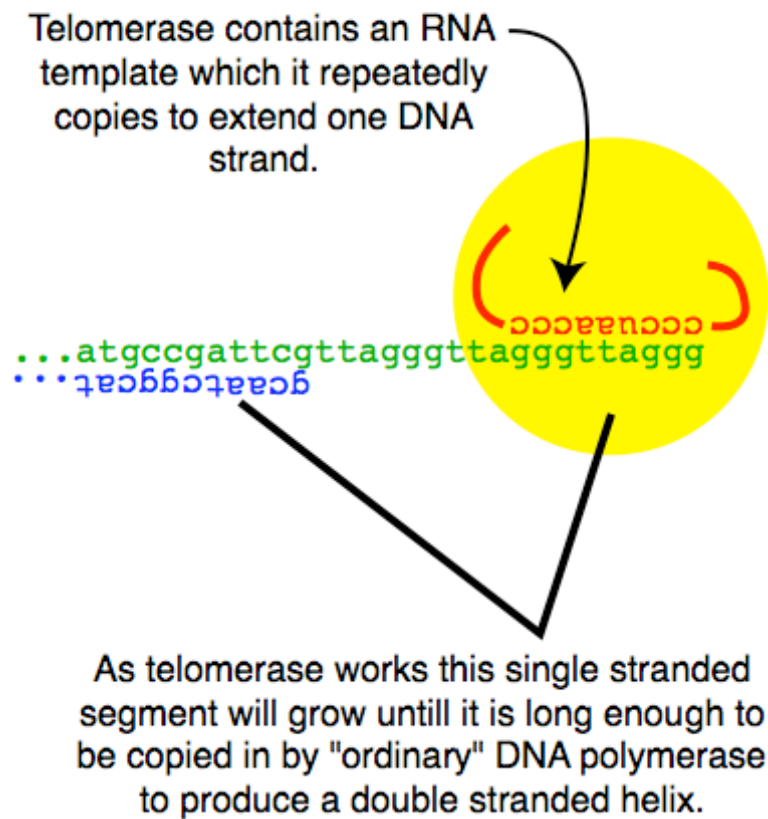 Telomerase contains an RNA
template which it repeatedly
copies to extend one DNA
strand.
cccuaaccc
...atgccgattcgttagggttagggttaggg
gcaatcggcat...
As telomerase works this single stranded
segment will grow untill it is long enough to
be copied in by "ordinary" DNA polymerase
to produce a double stranded helix.